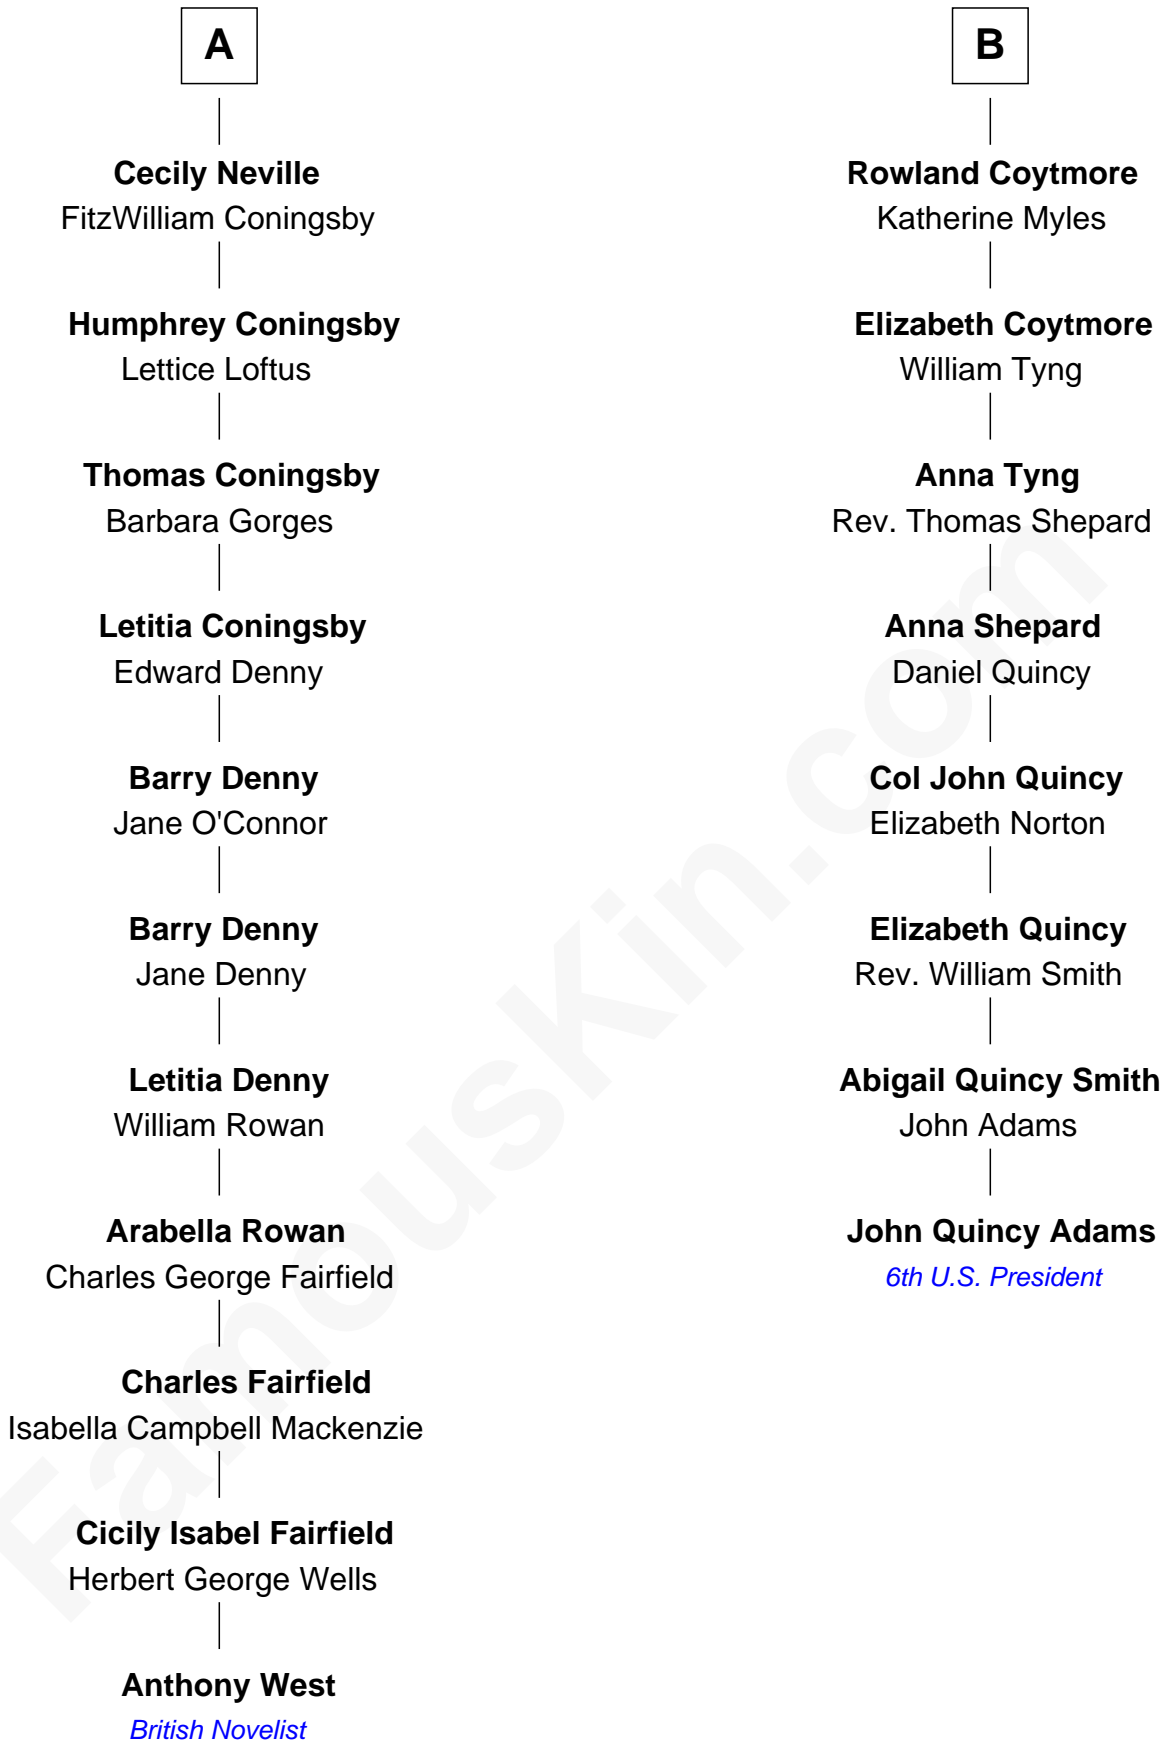 A
Cecily Neville
FitzWilliam Coningsby
Humphrey Coningsby
Lettice Loftus
Thomas Coningsby
Barbara Gorges
Letitia Coningsby
Edward Denny
Barry Denny
Jane O'Connor
Barry Denny
Jane Denny
Letitia Denny
William Rowan
Arabella Rowan
Charles George Fairfield
Charles Fairfield
Isabella Campbell Mackenzie
Cicily Isabel Fairfield
Herbert George Wells
Anthony West
British Novelist
B
Rowland Coytmore
Katherine Myles
Elizabeth Coytmore
William Tyng
Anna Tyng
Rev. Thomas Shepard
Anna Shepard
Daniel Quincy
Col John Quincy
Elizabeth Norton
Elizabeth Quincy
Rev. William Smith
Abigail Quincy Smith
John Adams
John Quincy Adams
6th U.S. President
FamousKin.com